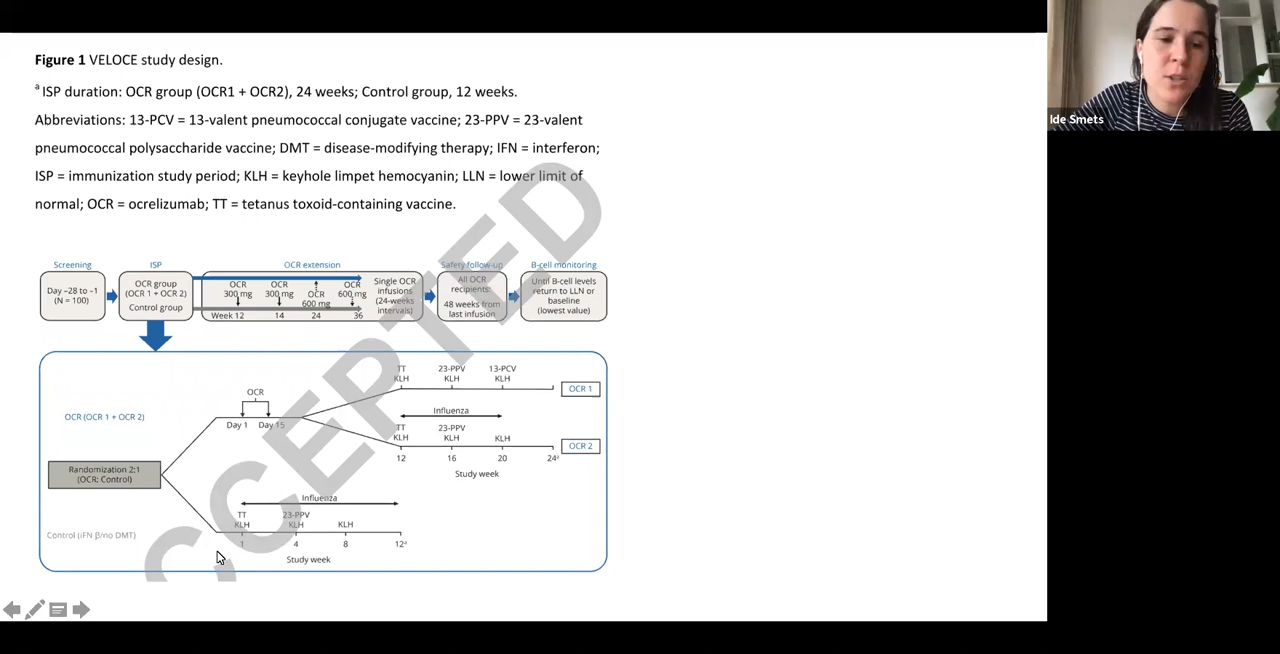 Figure 1 VELOCE study design.
a ISP duration: OCR group (OCR1 + OCR2), 24 weeks; Control group, 12 weeks.
Abbreviations: 13-PCV = 13-valent pneumococcal conjugate vaccine; 23-PPV = 23-valent
pneumococcal polysaccharide vaccine; DMT = disease-modifying therapy; IFN = interferon;
ISP = immunization study period; KLH = keyhole limpet hemocyanin; LLN = lower limit of
normal; OCR = ocrelizumab; TT = tetanus toxoid-containing vaccine.
Ide Smets
Screening
ISP
OCR extension
Safety follow-up
B-cell monitoring
Day –28 to –1
(N = 100)
OCR group
(OCR 1 + OCR 2)
Control group
OCR
300 mg
OCR
300 mg
OCR
600 mg
OCR
600 mg
Week 12
14
24
36
Single OCR
infusions
(24-weeks
intervals)
All OCR
recipients:
48 weeks from
last infusion
Until B-cell levels
return to LLN or
baseline
(lowest value)
OCR (OCR 1 + OCR 2)
OCR
Day 1
Day 15
TT
KLH
23-PPV
KLH
13-PCV
KLH
OCR 1
Influenza
TT
KLH
23-PPV
KLH
KLH
OCR 2
12
16
20
24a
Study week
Randomization 2:1
(OCR: Control)
Influenza
TT
KLH
23-PPV
KLH
KLH
Control (IFN β/no DMT)
1
4
8
12a
Study week
CCEPTED